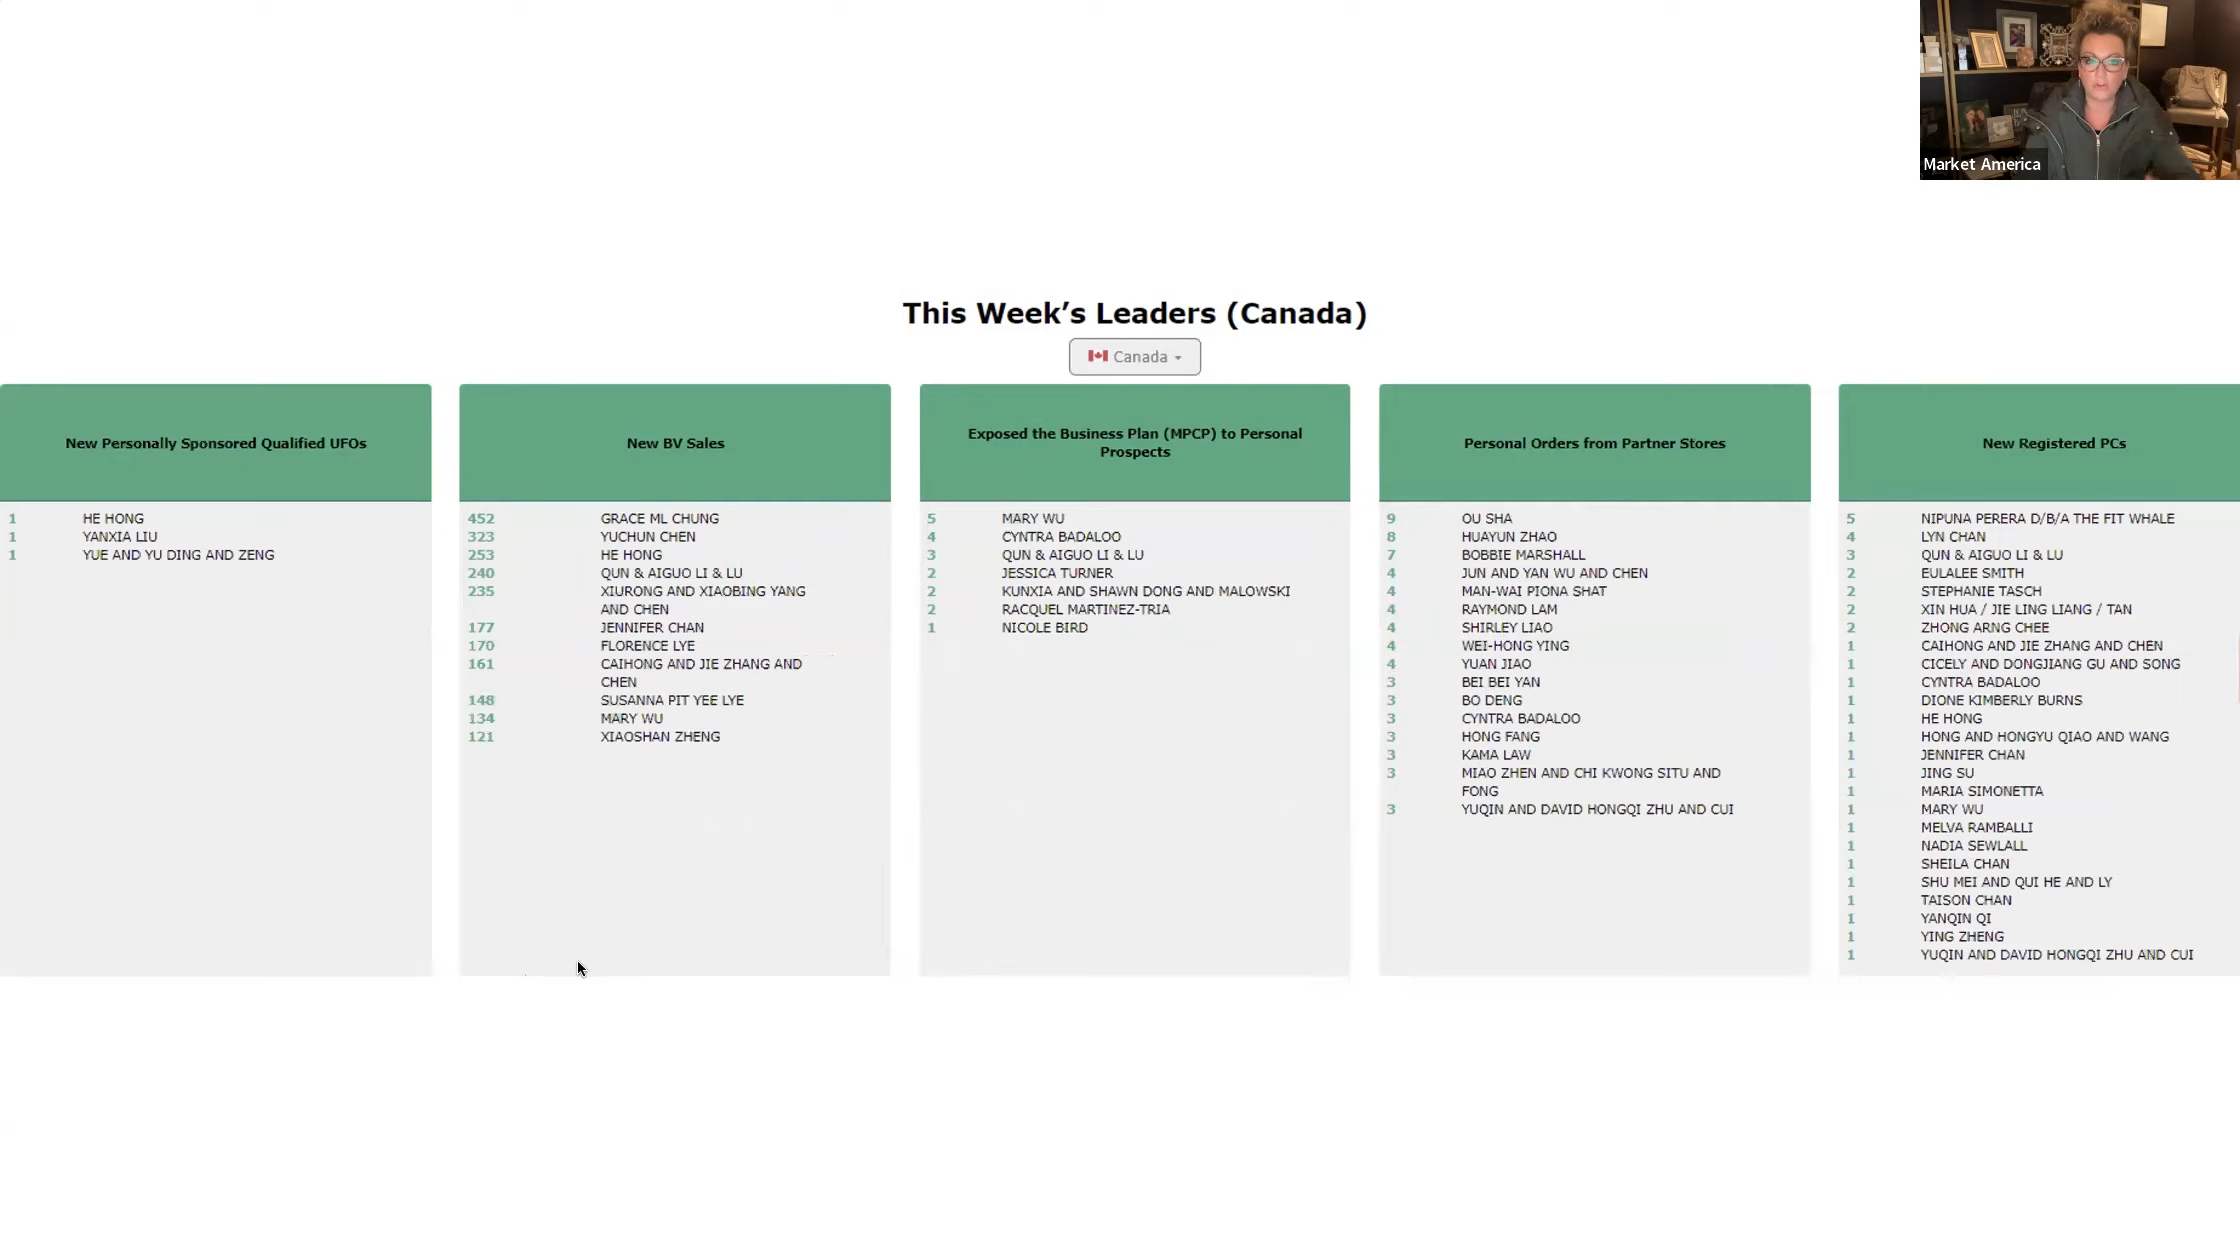 Market America
This Week's Leaders (Canada)
Canada
New Personally Sponsored Qualified UFOs
1 HE HONG
1 YANXIA LIU
1 YUE AND YU DING AND ZENG
New BV Sales
452 GRACE ML CHUNG
323 YUCHUN CHEN
253 HE HONG
240 QUN & AIGUO LI & LU
235 XIURONG AND XIAOBING YANG
AND CHEN
177 JENNIFER CHAN
170 FLORENCE LYE
161 CAIHONG AND JIE ZHANG AND
CHEN
148 SUSANNA PIT YEE LYE
134 MARY WU
121 XIAOSHAN ZHENG
Exposed the Business Plan (MPCP) to Personal
Prospects
5 MARY WU
4 CYNTRA BADALOO
3 QUN & AIGUO LI & LU
2 JESSICA TURNER
2 KUNXIA AND SHAWN DONG AND MALOWSKI
2 RACQUEL MARTINEZ-TRIA
1 NICOLE BIRD
Personal Orders from Partner Stores
9 OU SHA
8 HUAYUN ZHAO
7 BOBBIE MARSHALL
4 JUN AND YAN WU AND CHEN
4 MAN-WAI PIONA SHAT
4 RAYMOND LAM
4 SHIRLEY LIAO
4 WEI-HONG YING
4 YUAN JIAO
3 BEI BEI YAN
3 BO DENG
3 CYNTRA BADALOO
3 HONG FANG
3 KAMA LAW
3 MIAO ZHEN AND CHI KWONG SITU AND
FONG
3 YUQIN AND DAVID HONGQI ZHU AND CUI
New Registered PCs
5 NIPUNA PERERA D/B/A THE FIT WHALE
4 LYN CHAN
3 QUN & AIGUO LI & LU
2 EULALEE SMITH
2 STEPHANIE TASCH
2 XIN HUA / JIE LING LIANG / TAN
2 ZHONG ARNG CHEE
1 CAIHONG AND JIE ZHANG AND CHEN
1 CICELY AND DONGJIANG GU AND SONG
1 CYNTRA BADALOO
1 DIONE KIMBERLY BURNS
1 HE HONG
1 HONG AND HONGYU QIAO AND WANG
1 JENNIFER CHAN
1 JING SU
1 MARIA SIMONETTA
1 MARY WU
1 MELVA RAMBALLI
1 NADIA SEWLALL
1 SHEILA CHAN
1 SHU MEI AND QUI HE AND LY
1 TAISON CHAN
1 YANQIN QI
1 YING ZHENG
1 YUQIN AND DAVID HONGQI ZHU AND CUI